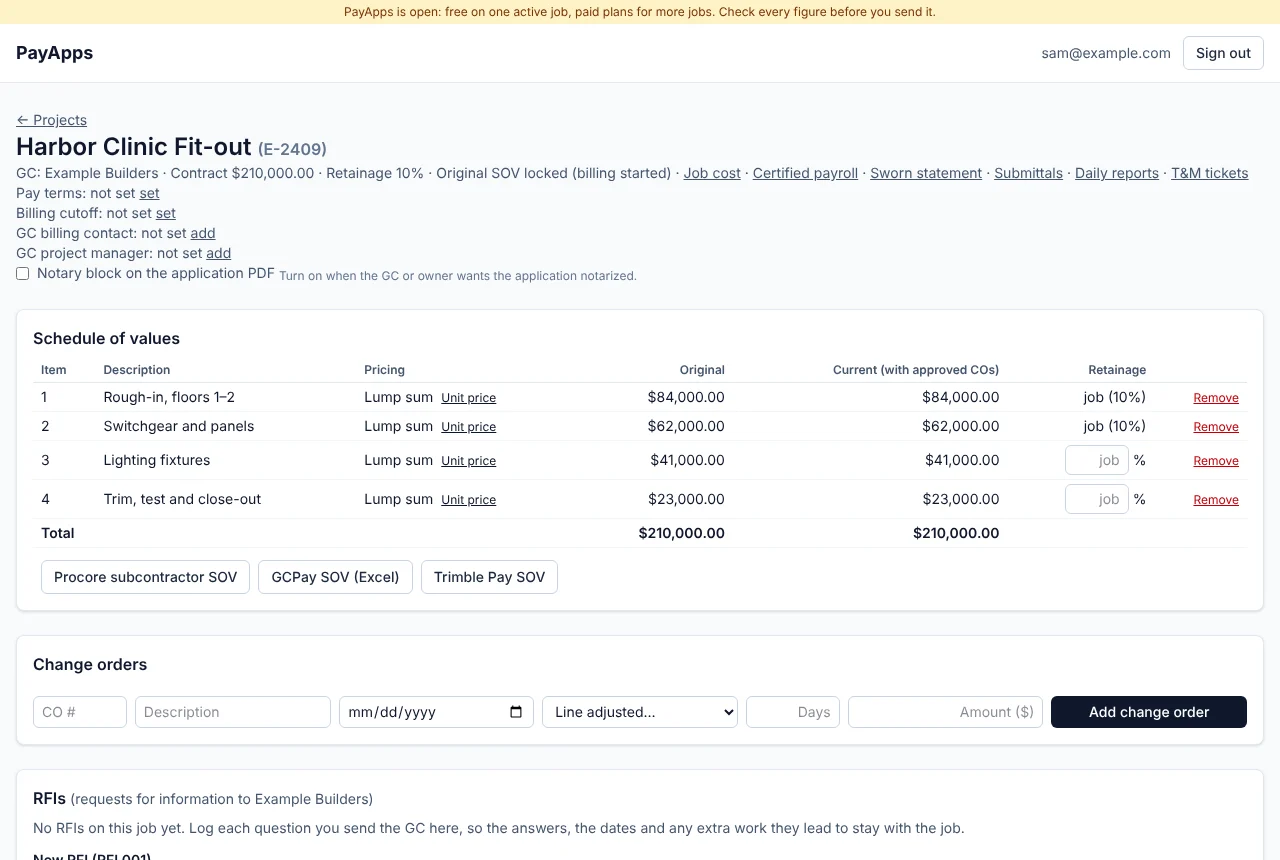 PayApps is open: free on one active job, paid plans for more jobs. Check every figure before you send it.
PayApps sam@example.com Sign out
← Projects
Harbor Clinic Fit-out (E-2409)
GC: Example Builders · Contract $210,000.00 · Retainage 10% · Original SOV locked (billing started) · Job cost · Certified payroll · Sworn statement · Submittals · Daily reports · T&M tickets
Pay terms: not set set
Billing cutoff: not set set
GC billing contact: not set add
GC project manager: not set add
Notary block on the application PDF Turn on when the GC or owner wants the application notarized.
Schedule of values
Item Description Pricing Original Current (with approved COs) Retainage
1 Rough-in, floors 1–2 Lump sum Unit price $84,000.00 $84,000.00 job (10%) Remove
2 Switchgear and panels Lump sum Unit price $62,000.00 $62,000.00 job (10%) Remove
3 Lighting fixtures Lump sum Unit price $41,000.00 $41,000.00 job % Remove
4 Trim, test and close-out Lump sum Unit price $23,000.00 $23,000.00 job % Remove
Total $210,000.00 $210,000.00
Procore subcontractor SOV GCPay SOV (Excel) Trimble Pay SOV
Change orders
CO # Description mm/dd/yyyy Line adjusted... Days Amount ($) Add change order
RFIs (requests for information to Example Builders)
No RFIs on this job yet. Log each question you send the GC here, so the answers, the dates and any extra work they lead to stay with the job.
New RFI (RFI 001)